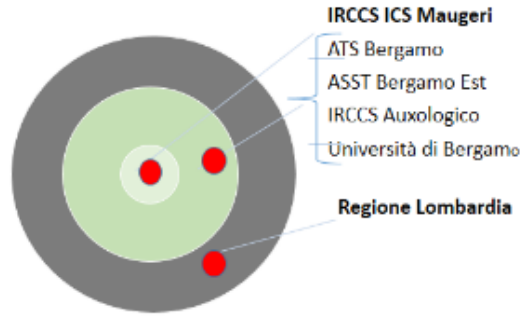 IRCCS ICS Maugeri
ATS Bergamo
ASST Bergamo Est
IRCCS Auxologico
Università di Bergamo
Regione Lombardia